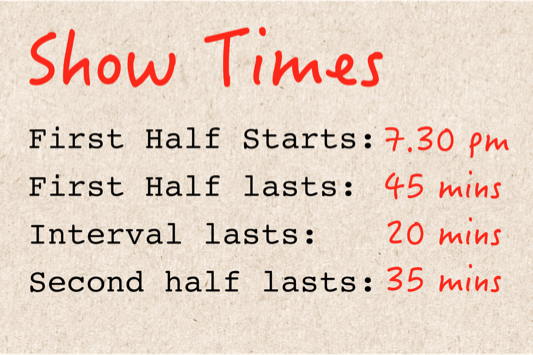 Show Times
First Half Starts: 7.30 pm
First Half lasts: 45 mins
Interval lasts: 20 mins
Second half lasts: 35 mins